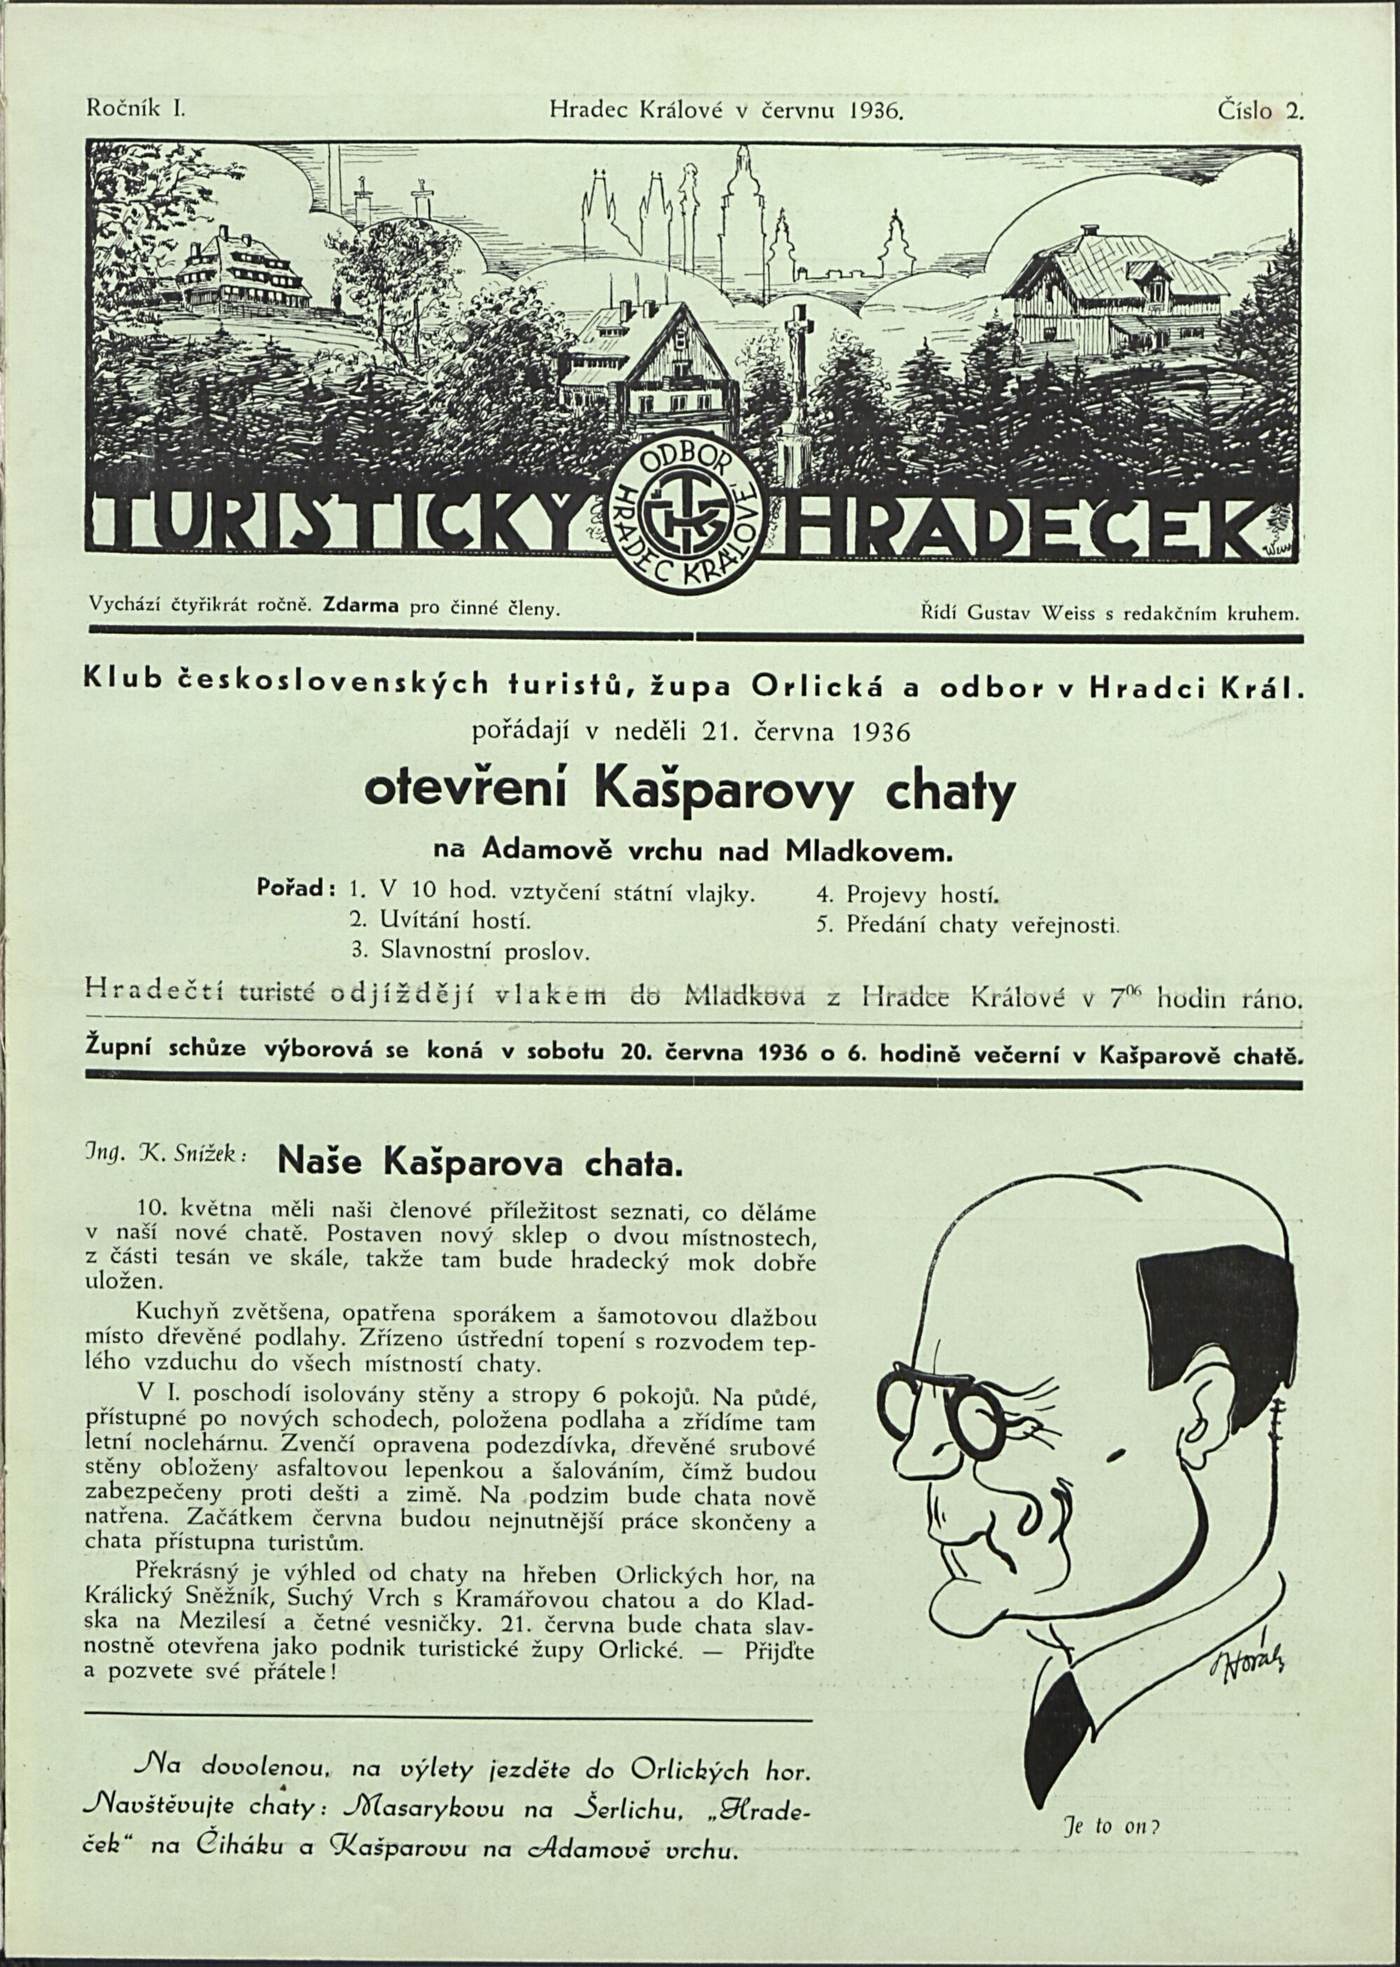 Ročník I.
Hradec Králové v červnu 1936.
Číslo 2.
TURISTICKÝ HRADEČEK
ODBOR HRADEC KRÁLOVÉ
KČT
Weiss
Vychází čtyřikrát ročně. Zdarma pro činné členy.
Řídí Gustav Weiss s redakčním kruhem.
Klub československých turistů, župa Orlická a odbor v Hradci Král.
pořádají v neděli 21. června 1936
otevření Kašparovy chaty
na Adamově vrchu nad Mladkovem.
Pořad: 1. V 10 hod. vztyčení státní vlajky.
2. Uvítání hostí.
3. Slavnostní proslov.
4. Projevy hostí.
5. Předání chaty veřejnosti.
Hradečtí turisté odjíždějí vlakem do Mladkova z Hradce Králové v 7⁰⁶ hodin ráno.
Župní schůze výborová se koná v sobotu 20. června 1936 o 6. hodině večerní v Kašparově chatě.
Ing. K. Snížek: Naše Kašparova chata.
10. května měli naši členové příležitost seznati, co děláme
v naší nové chatě. Postaven nový sklep o dvou místnostech,
z části tesán ve skále, takže tam bude hradecký mok dobře
uložen.
Kuchyň zvětšena, opatřena sporákem a šamotovou dlažbou
místo dřevěné podlahy. Zřízeno ústřední topení s rozvodem tep-
lého vzduchu do všech místností chaty.
V I. poschodí isolovány stěny a stropy 6 pokojů. Na půdě,
přístupné po nových schodech, položena podlaha a zřídíme tam
letní noclehárnu. Zvenčí opravena podezdívka, dřevěné srubové
stěny obloženy asfaltovou lepenkou a šalováním, čímž budou
zabezpečeny proti dešti a zimě. Na podzim bude chata nově
natřena. Začátkem června budou nejnutnější práce skončeny a
chata přístupna turistům.
Překrásný je výhled od chaty na hřeben Orlických hor, na
Králický Sněžník, Suchý Vrch s Kramářovou chatou a do Klad-
ska na Mezilesí a četné vesničky. 21. června bude chata slav-
nostně otevřena jako podnik turistické župy Orlické. — Přijďte
a pozvete své přátele!
Na dovolenou, na výlety jezděte do Orlických hor.
Navštěvujte chaty: Masarykovu na Šerlichu, „Hrade-
ček“ na Čiháku a Kašparovu na Adamově vrchu.
Horák
Je to on?